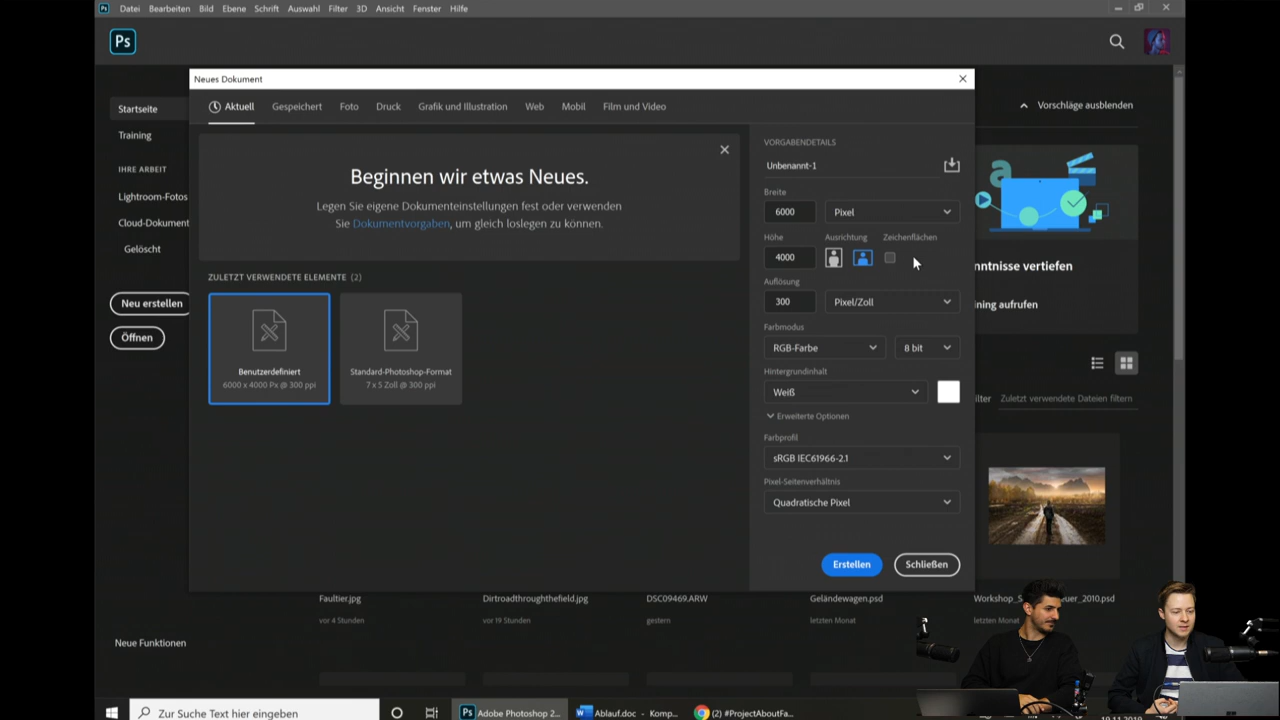 Ps Datei Bearbeiten Bild Ebene Schrift Auswahl Filter 3D Ansicht Fenster Hilfe
Ps
Neues Dokument
Startseite
Training
IHRE ARBEIT
Lightroom-Fotos
Cloud-Dokument
Gelöscht
Neu erstellen
Öffnen
Neue Funktionen
Aktuell Gespeichert Foto Druck Grafik und Illustration Web Mobil Film und Video
Beginnen wir etwas Neues.
Legen Sie eigene Dokumenteinstellungen fest oder verwenden
Sie Dokumentvorgaben, um gleich loslegen zu können.
ZULETZT VERWENDETE ELEMENTE (2)
Benutzerdefiniert
6000 x 4000 Px @ 300 ppi
Standard-Photoshop-Format
7 x 5 Zoll @ 300 ppi
VORGABENDETAILS
Unbenannt-1
Breite
6000 Pixel
Höhe Ausrichtung Zeichenflächen
4000
Auflösung
300 Pixel/Zoll
Farbmodus
RGB-Farbe 8 bit
Hintergrundinhalt
Weiß
Erweiterte Optionen
Farbprofil
sRGB IEC61966-2.1
Pixel-Seitenverhältnis
Quadratische Pixel
Erstellen Schließen
Vorschläge ausblenden
nntnisse vertiefen
ning aufrufen
ilter Zuletzt verwendete Dateien filtern
Faultier.jpg
vor 4 Stunden
Dirtroadthroughthefield.jpg
vor 19 Stunden
DSC09469.ARW
gestern
Geländewagen.psd
letzten Monat
letzten Monat
Zur Suche Text hier eingeben
Ps Adobe Photoshop 2...
Ablauf.doc - Komp...
(2) #ProjectAboutFa...